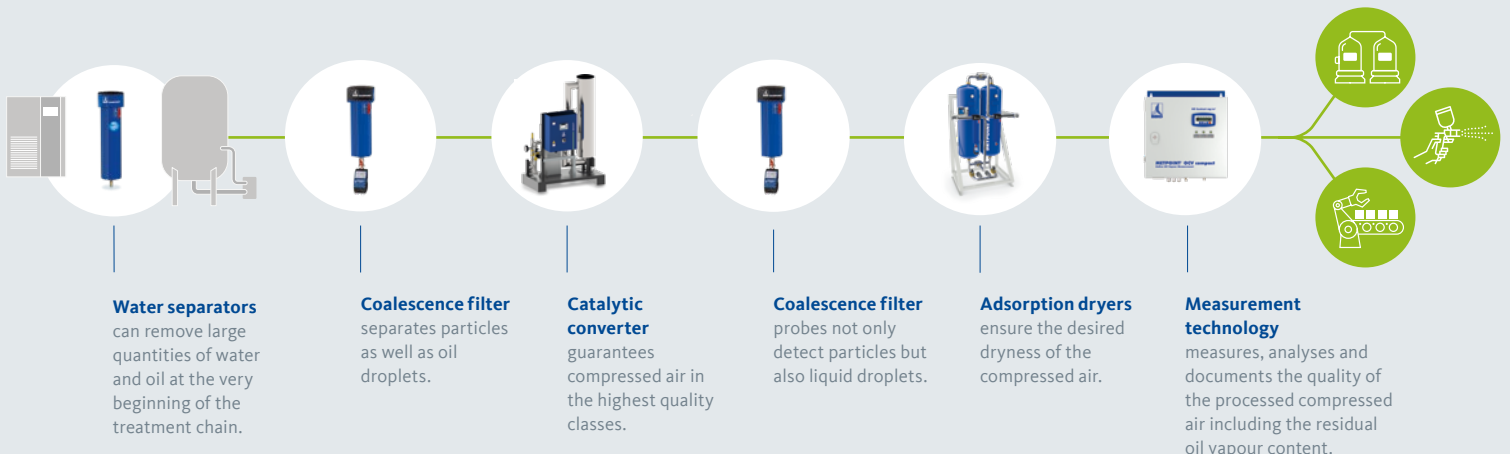 Water separators
can remove large
quantities of water
and oil at the very
beginning of the
treatment chain.
Coalescence filter
separates particles
as well as oil
droplets.
Catalytic
converter
guarantees
compressed air in
the highest quality
classes.
Coalescence filter
probes not only
detect particles but
also liquid droplets.
Adsorption dryers
ensure the desired
dryness of the
compressed air.
Measurement
technology
measures, analyses and
documents the quality of
the processed compressed
air including the residual
oil vapour content.
METPOINT OCV compact